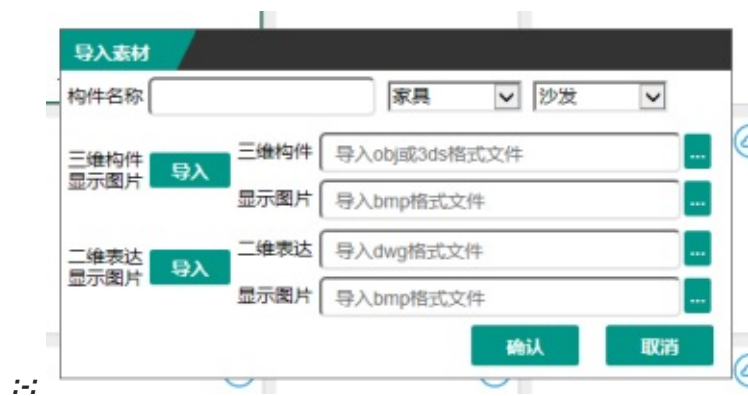 导入素材
构件名称 家具 沙发
三维构件 显示图片 导入 三维构件 导入obj或3ds格式文件 ...
显示图片 导入bmp格式文件 ...
二维表达 显示图片 导入 二维表达 导入dwg格式文件 ...
显示图片 导入bmp格式文件 ...
确认 取消